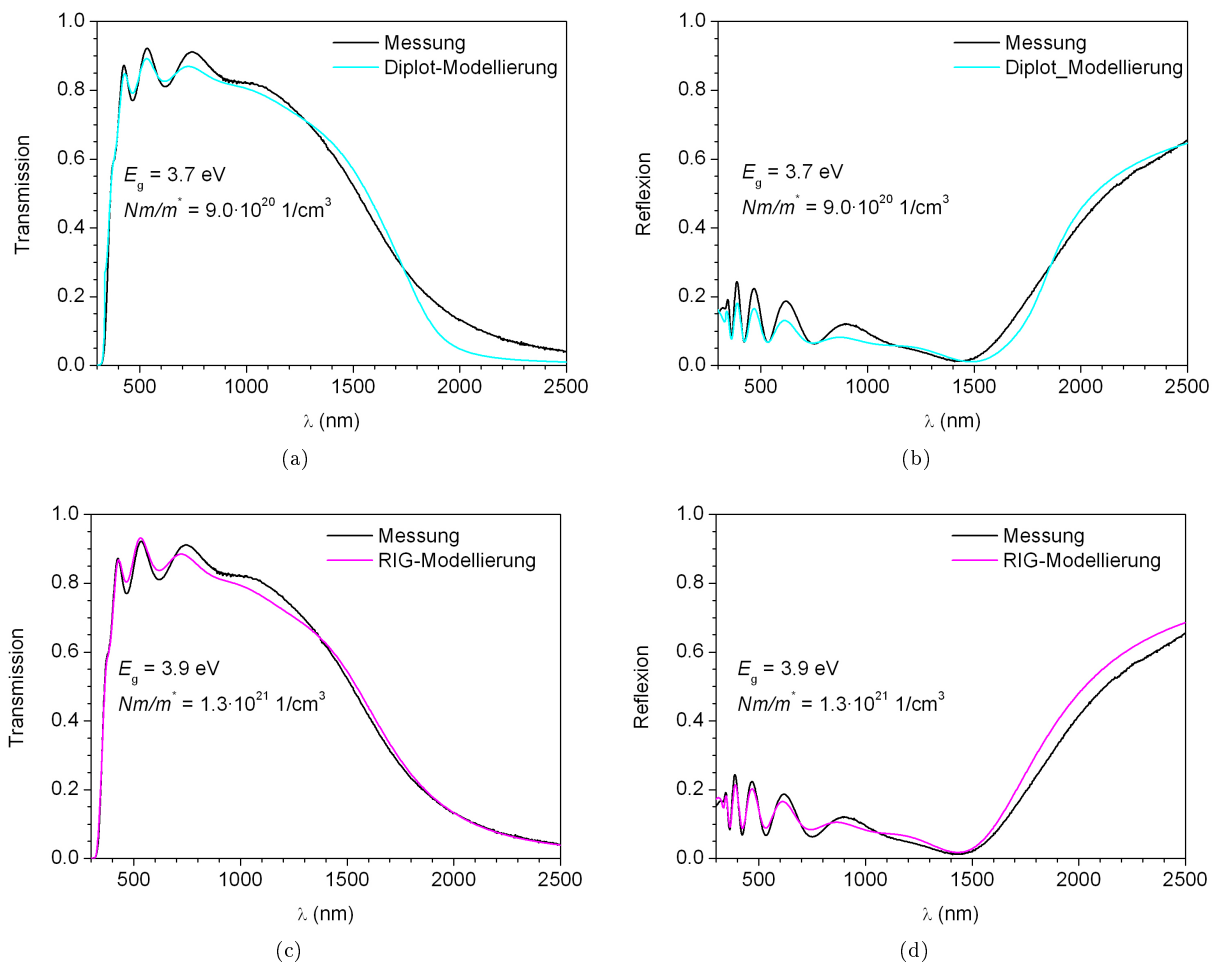 1.0
0.8
0.6
0.4
0.2
0.0
Transmission
Messung
Diplot-Modellierung
E_g = 3.7 eV
Nm/m^* = 9.0·10^20 1/cm^3
500 1000 1500 2000 2500
λ (nm)
(a)
1.0
0.8
0.6
0.4
0.2
0.0
Reflexion
Messung
Diplot_Modellierung
E_g = 3.7 eV
Nm/m^* = 9.0·10^20 1/cm^3
500 1000 1500 2000 2500
λ (nm)
(b)
1.0
0.8
0.6
0.4
0.2
0.0
Transmission
Messung
RIG-Modellierung
E_g = 3.9 eV
Nm/m^* = 1.3·10^21 1/cm^3
500 1000 1500 2000 2500
λ (nm)
(c)
1.0
0.8
0.6
0.4
0.2
0.0
Reflexion
Messung
RIG-Modellierung
E_g = 3.9 eV
Nm/m^* = 1.3·10^21 1/cm^3
500 1000 1500 2000 2500
λ (nm)
(d)